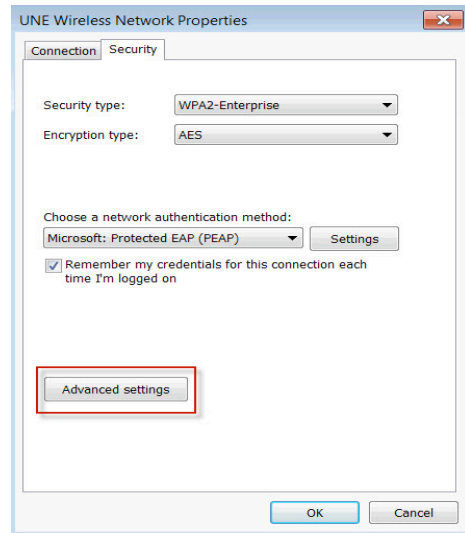 UNE Wireless Network Properties
Connection Security
Security type: WPA2-Enterprise
Encryption type: AES
Choose a network authentication method:
Microsoft: Protected EAP (PEAP) Settings
Remember my credentials for this connection each
time I'm logged on
Advanced settings
OK Cancel